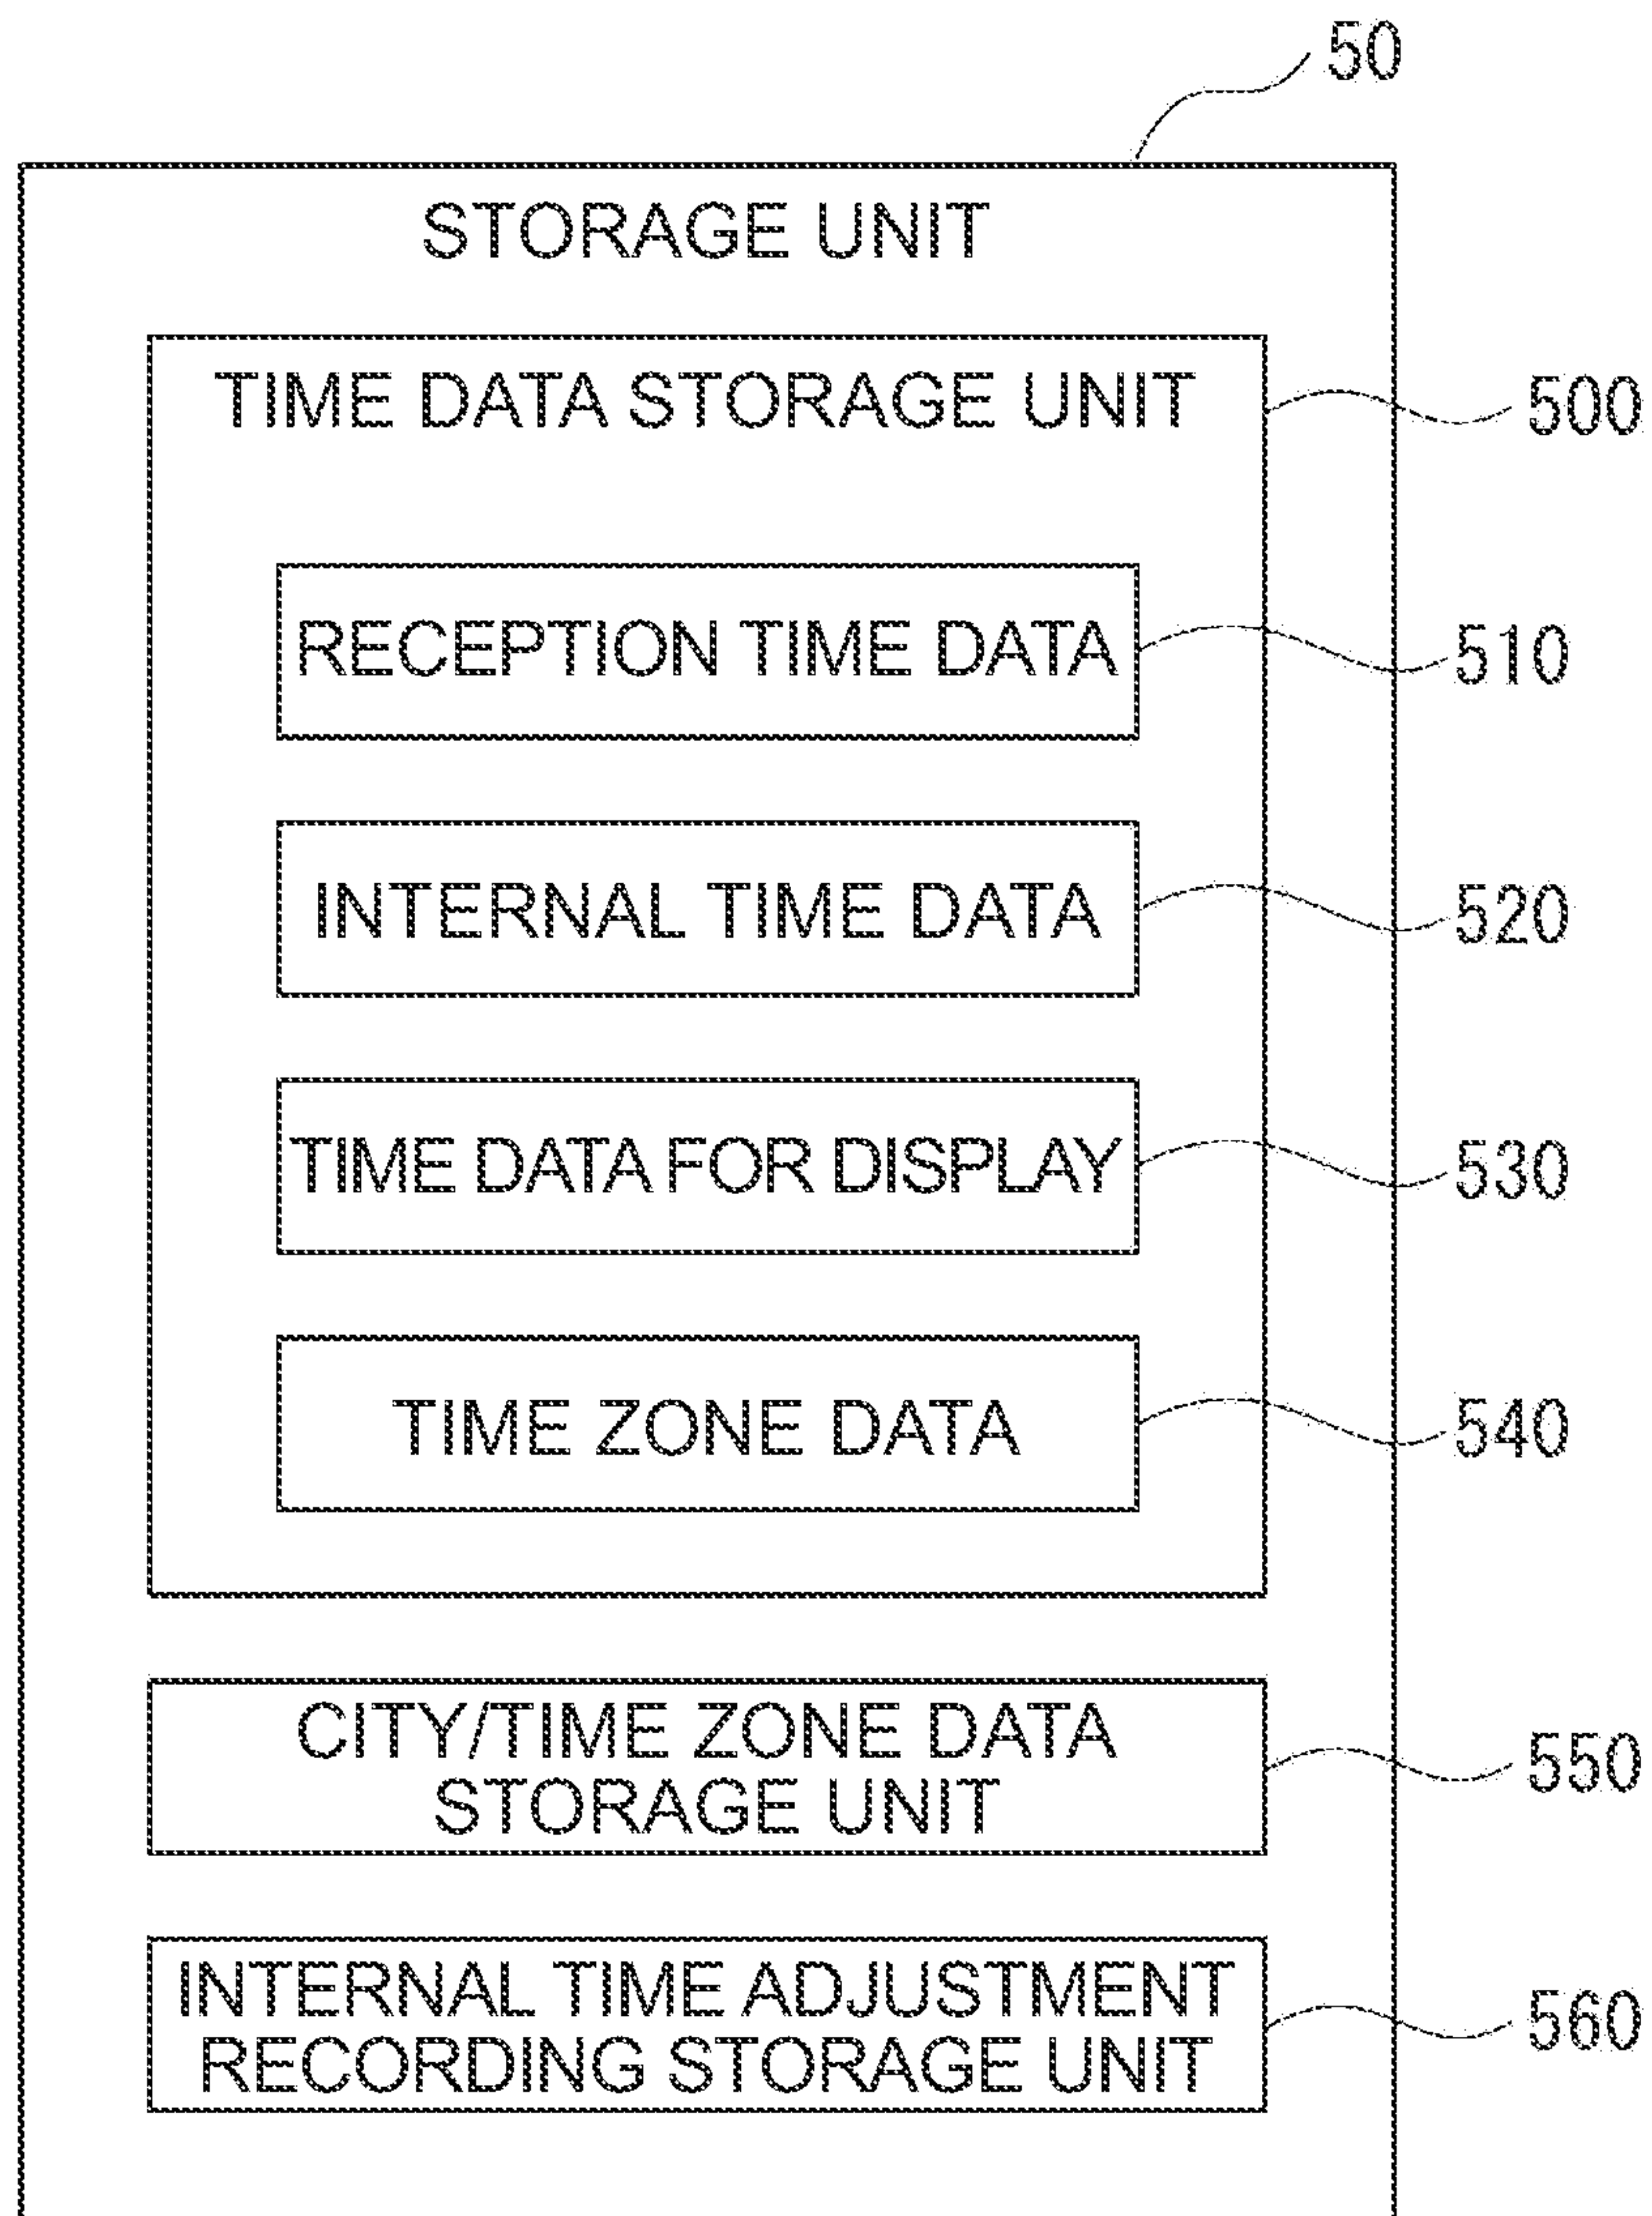 50
STORAGE UNIT
TIME DATA STORAGE UNIT
500
RECEPTION TIME DATA
510
INTERNAL TIME DATA
520
TIME DATA FOR DISPLAY
530
TIME ZONE DATA
540
CITY/TIME ZONE DATA
STORAGE UNIT
550
INTERNAL TIME ADJUSTMENT
RECORDING STORAGE UNIT
560